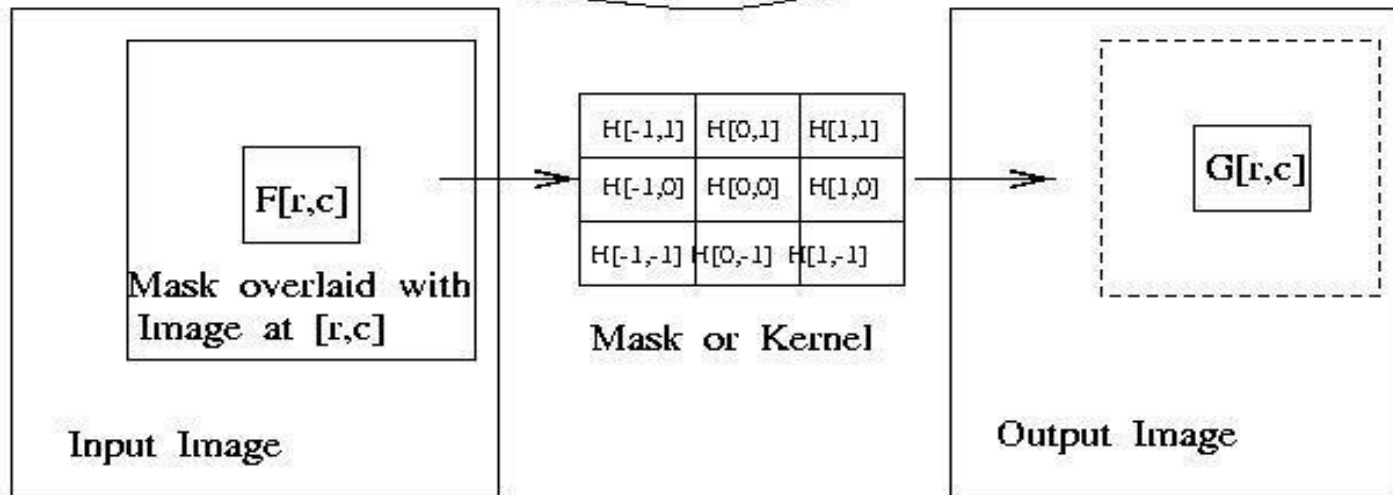 F[r,c]
Mask overlaid with
Image at [r,c]
Input Image
H[-1,1] H[0,1] H[1,1]
H[-1,0] H[0,0] H[1,0]
H[-1,-1] H[0,-1] H[1,-1]
Mask or Kernel
G[r,c]
Output Image